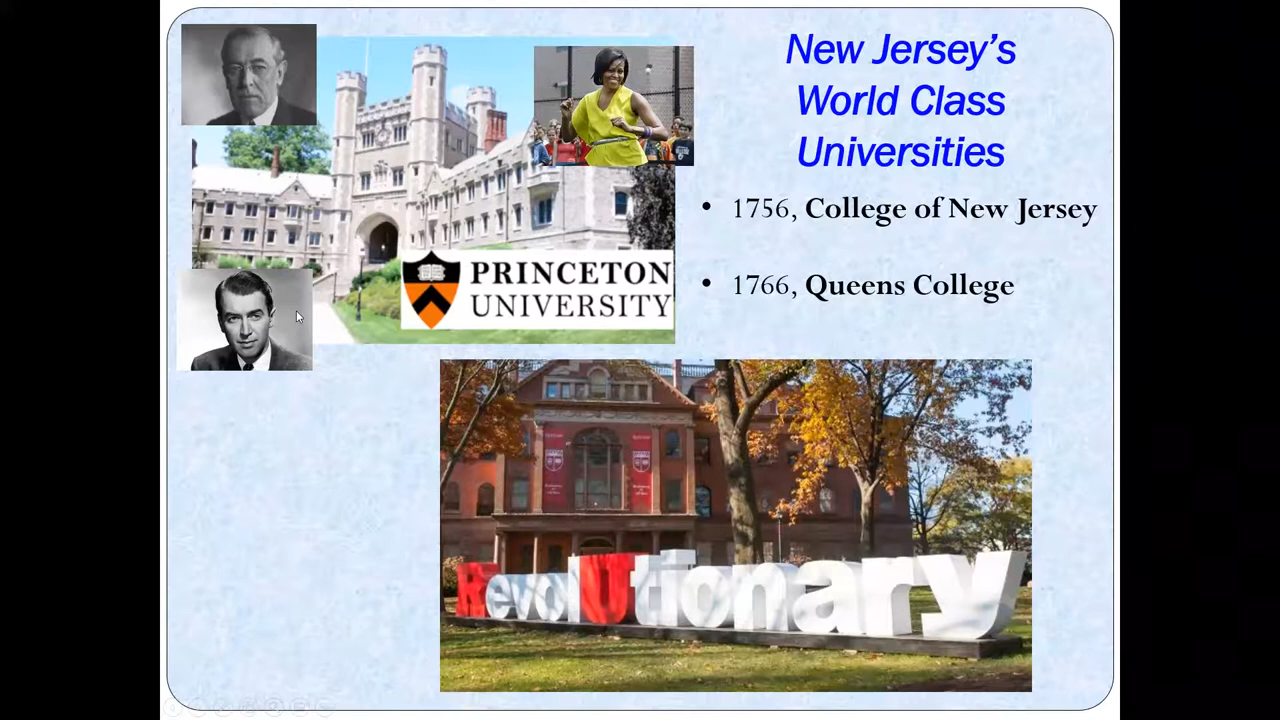 New Jersey's
World Class
Universities
• 1756, College of New Jersey
• 1766, Queens College
PRINCETON
UNIVERSITY
RevolUtionary